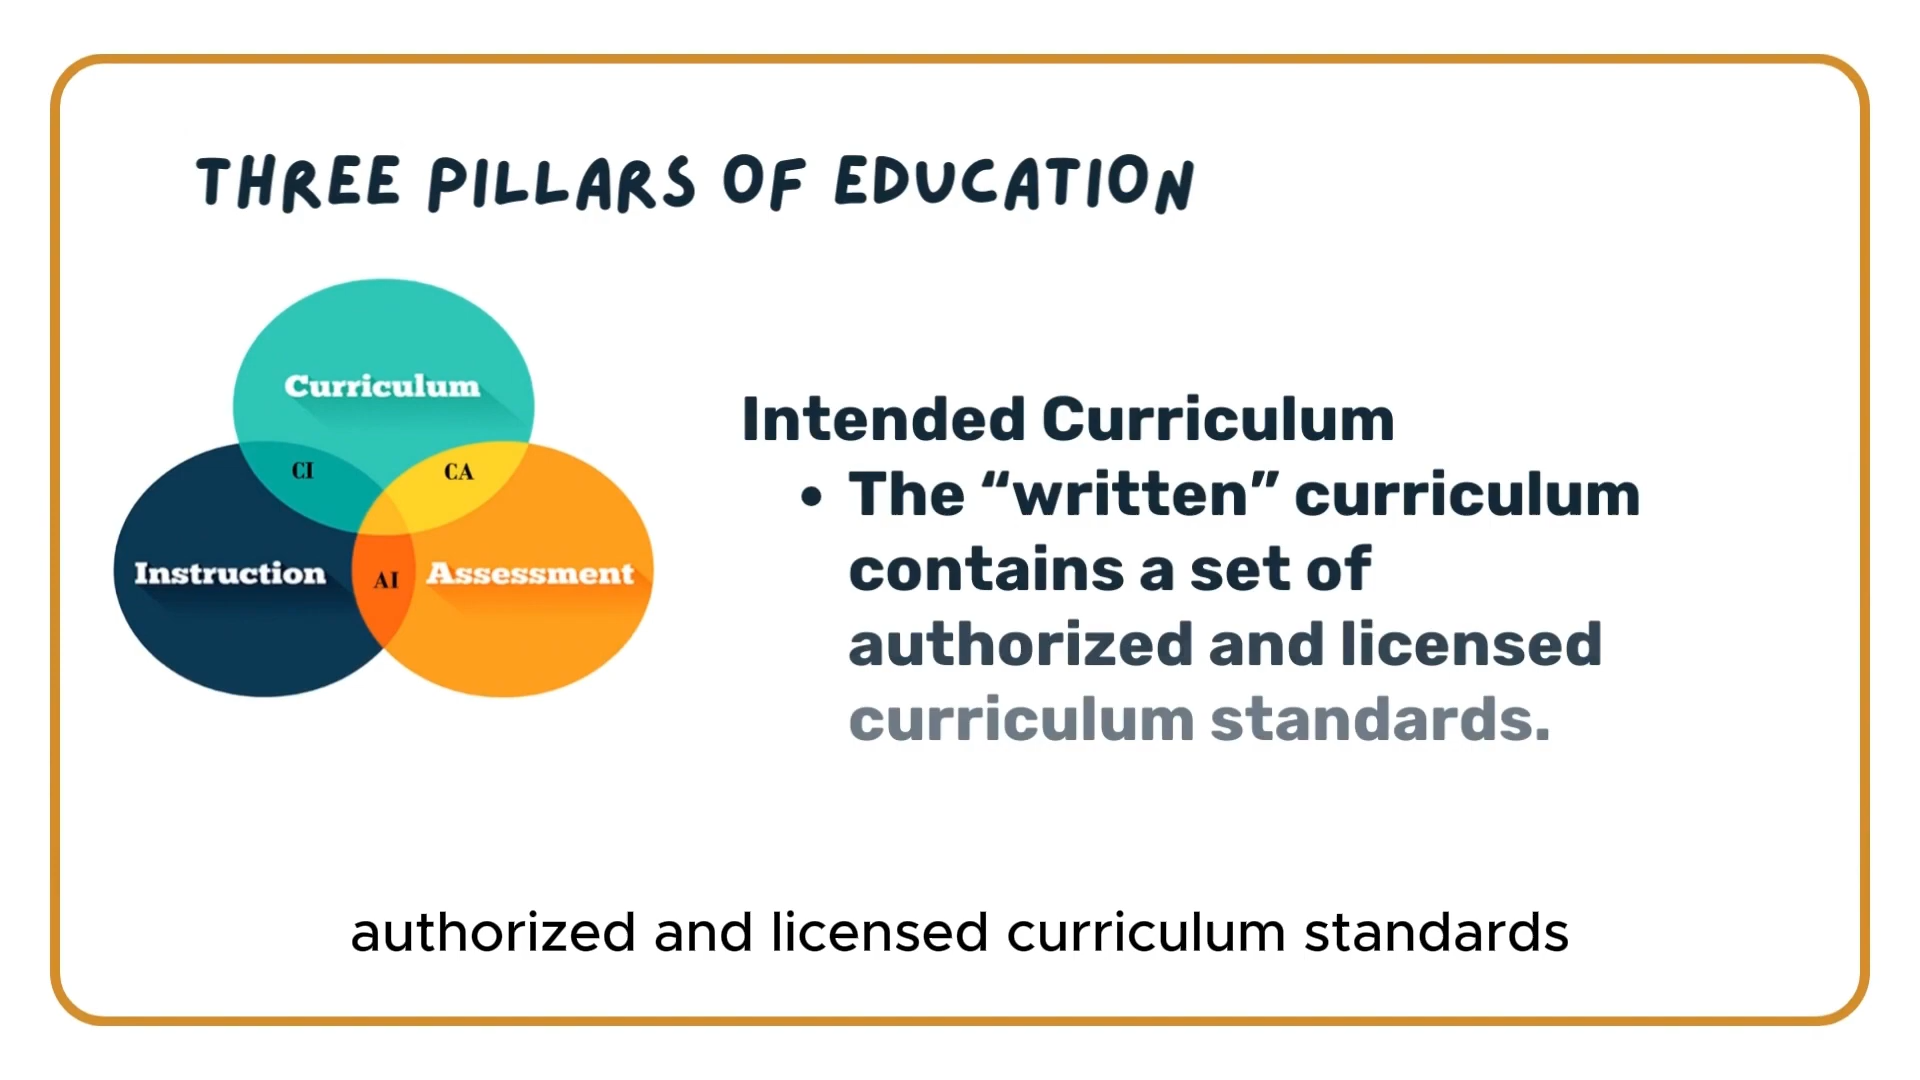 THREE PILLARS OF EDUCATION
Curriculum
CI
CA
Instruction
AI
Assessment
Intended Curriculum
• The “written” curriculum
contains a set of
authorized and licensed
curriculum standards.
authorized and licensed curriculum standards